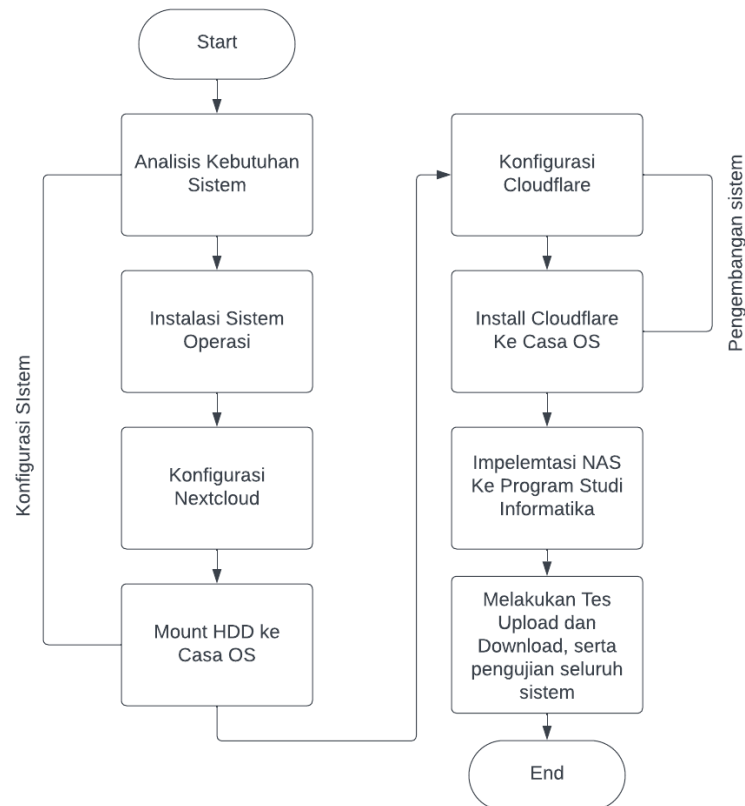 Start
Analisis Kebutuhan
Sistem
Instalasi Sistem
Operasi
Konfigurasi
Nextcloud
Mount HDD ke
Casa OS
Konfigurasi SIstem
Konfigurasi
Cloudflare
Install Cloudflare
Ke Casa OS
Impelemtasi NAS
Ke Program Studi
Informatika
Melakukan Tes
Upload dan
Download, serta
pengujian seluruh
sistem
End
Pengembangan sistem